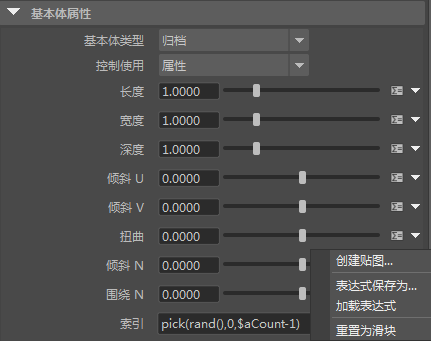 基本体属性
基本体类型 归档
控制使用 属性
长度 1.0000
宽度 1.0000
深度 1.0000
倾斜 U 0.0000
倾斜 V 0.0000
扭曲 0.0000
倾斜 N 0.0000
围绕 N 0.0000
索引 pick(rand(),0,$aCount-1)
创建贴图...
表达式保存为...
加载表达式
重置为滑块